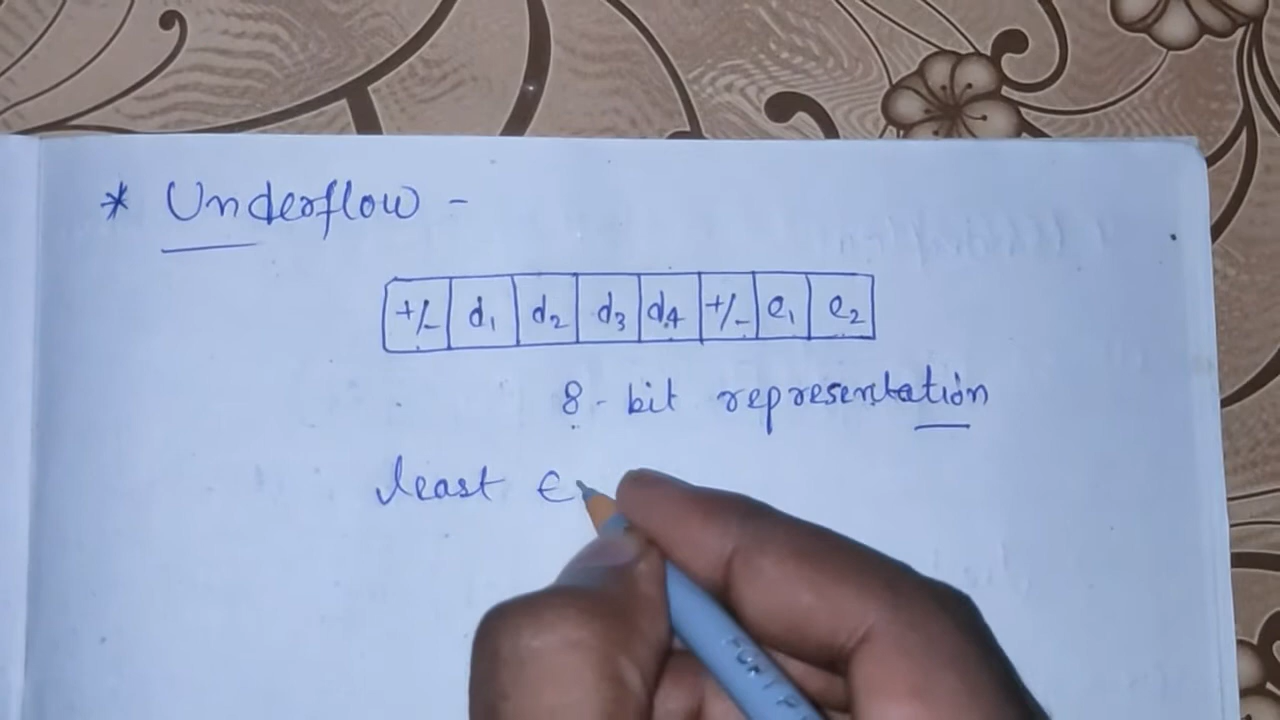 * Underflow -
+/- d₁ d₂ d₃ d₄ +/- e₁ e₂
8 - bit representation
least e